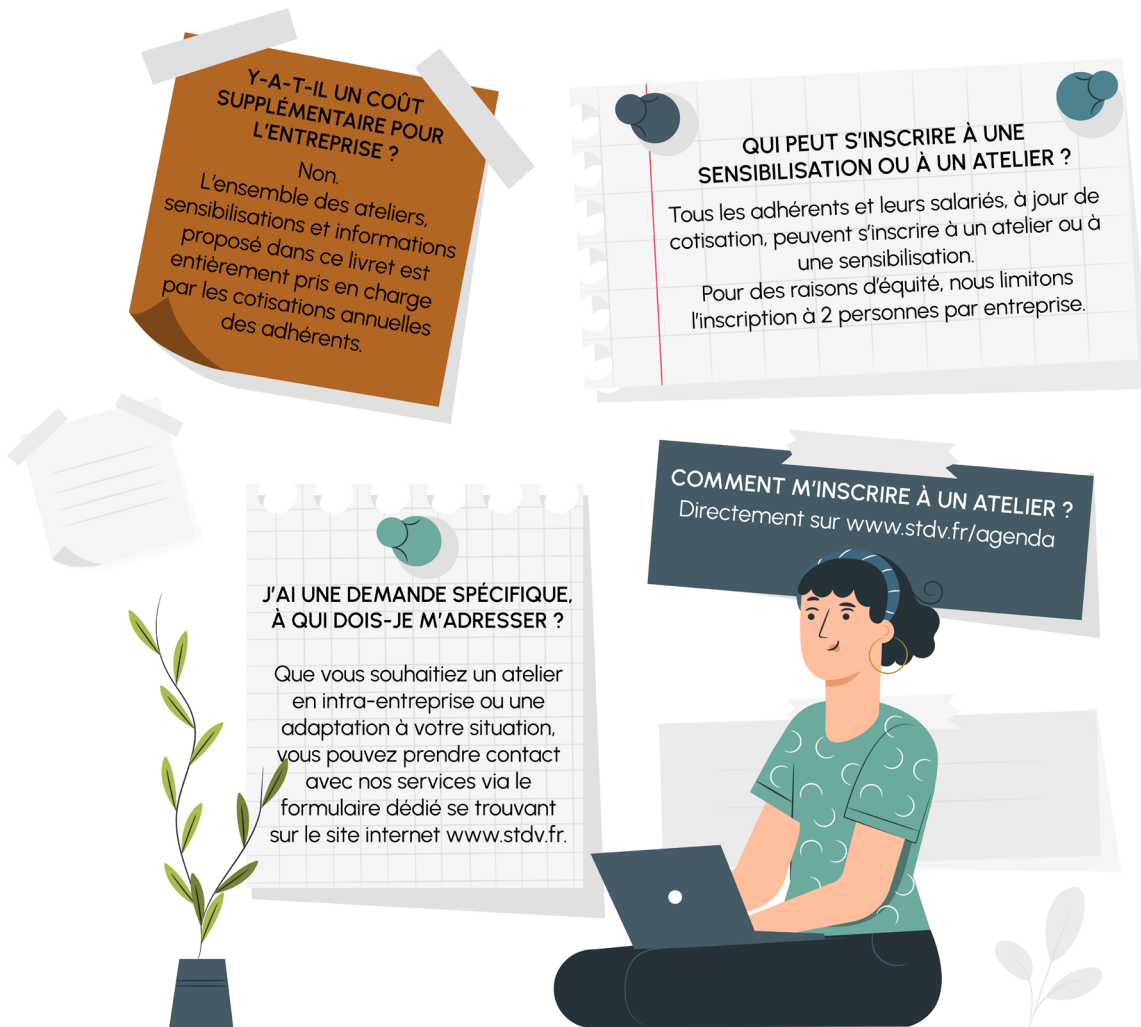 Y-A-T-IL UN COÛT
SUPPLÉMENTAIRE POUR
L'ENTREPRISE ?
Non.
L'ensemble des ateliers,
sensibilisations et informations
proposé dans ce livret est
entièrement pris en charge
par les cotisations annuelles
des adhérents.
QUI PEUT S'INSCRIRE À UNE
SENSIBILISATION OU À UN ATELIER ?
Tous les adhérents et leurs salariés, à jour de
cotisation, peuvent s'inscrire à un atelier ou à
une sensibilisation.
Pour des raisons d'équité, nous limitons
l'inscription à 2 personnes par entreprise.
J'AI UNE DEMANDE SPÉCIFIQUE,
À QUI DOIS-JE M'ADRESSER ?
Que vous souhaitiez un atelier
en intra-entreprise ou une
adaptation à votre situation,
vous pouvez prendre contact
avec nos services via le
formulaire dédié se trouvant
sur le site internet www.stdv.fr.
COMMENT M'INSCRIRE À UN ATELIER ?
Directement sur www.stdv.fr/agenda